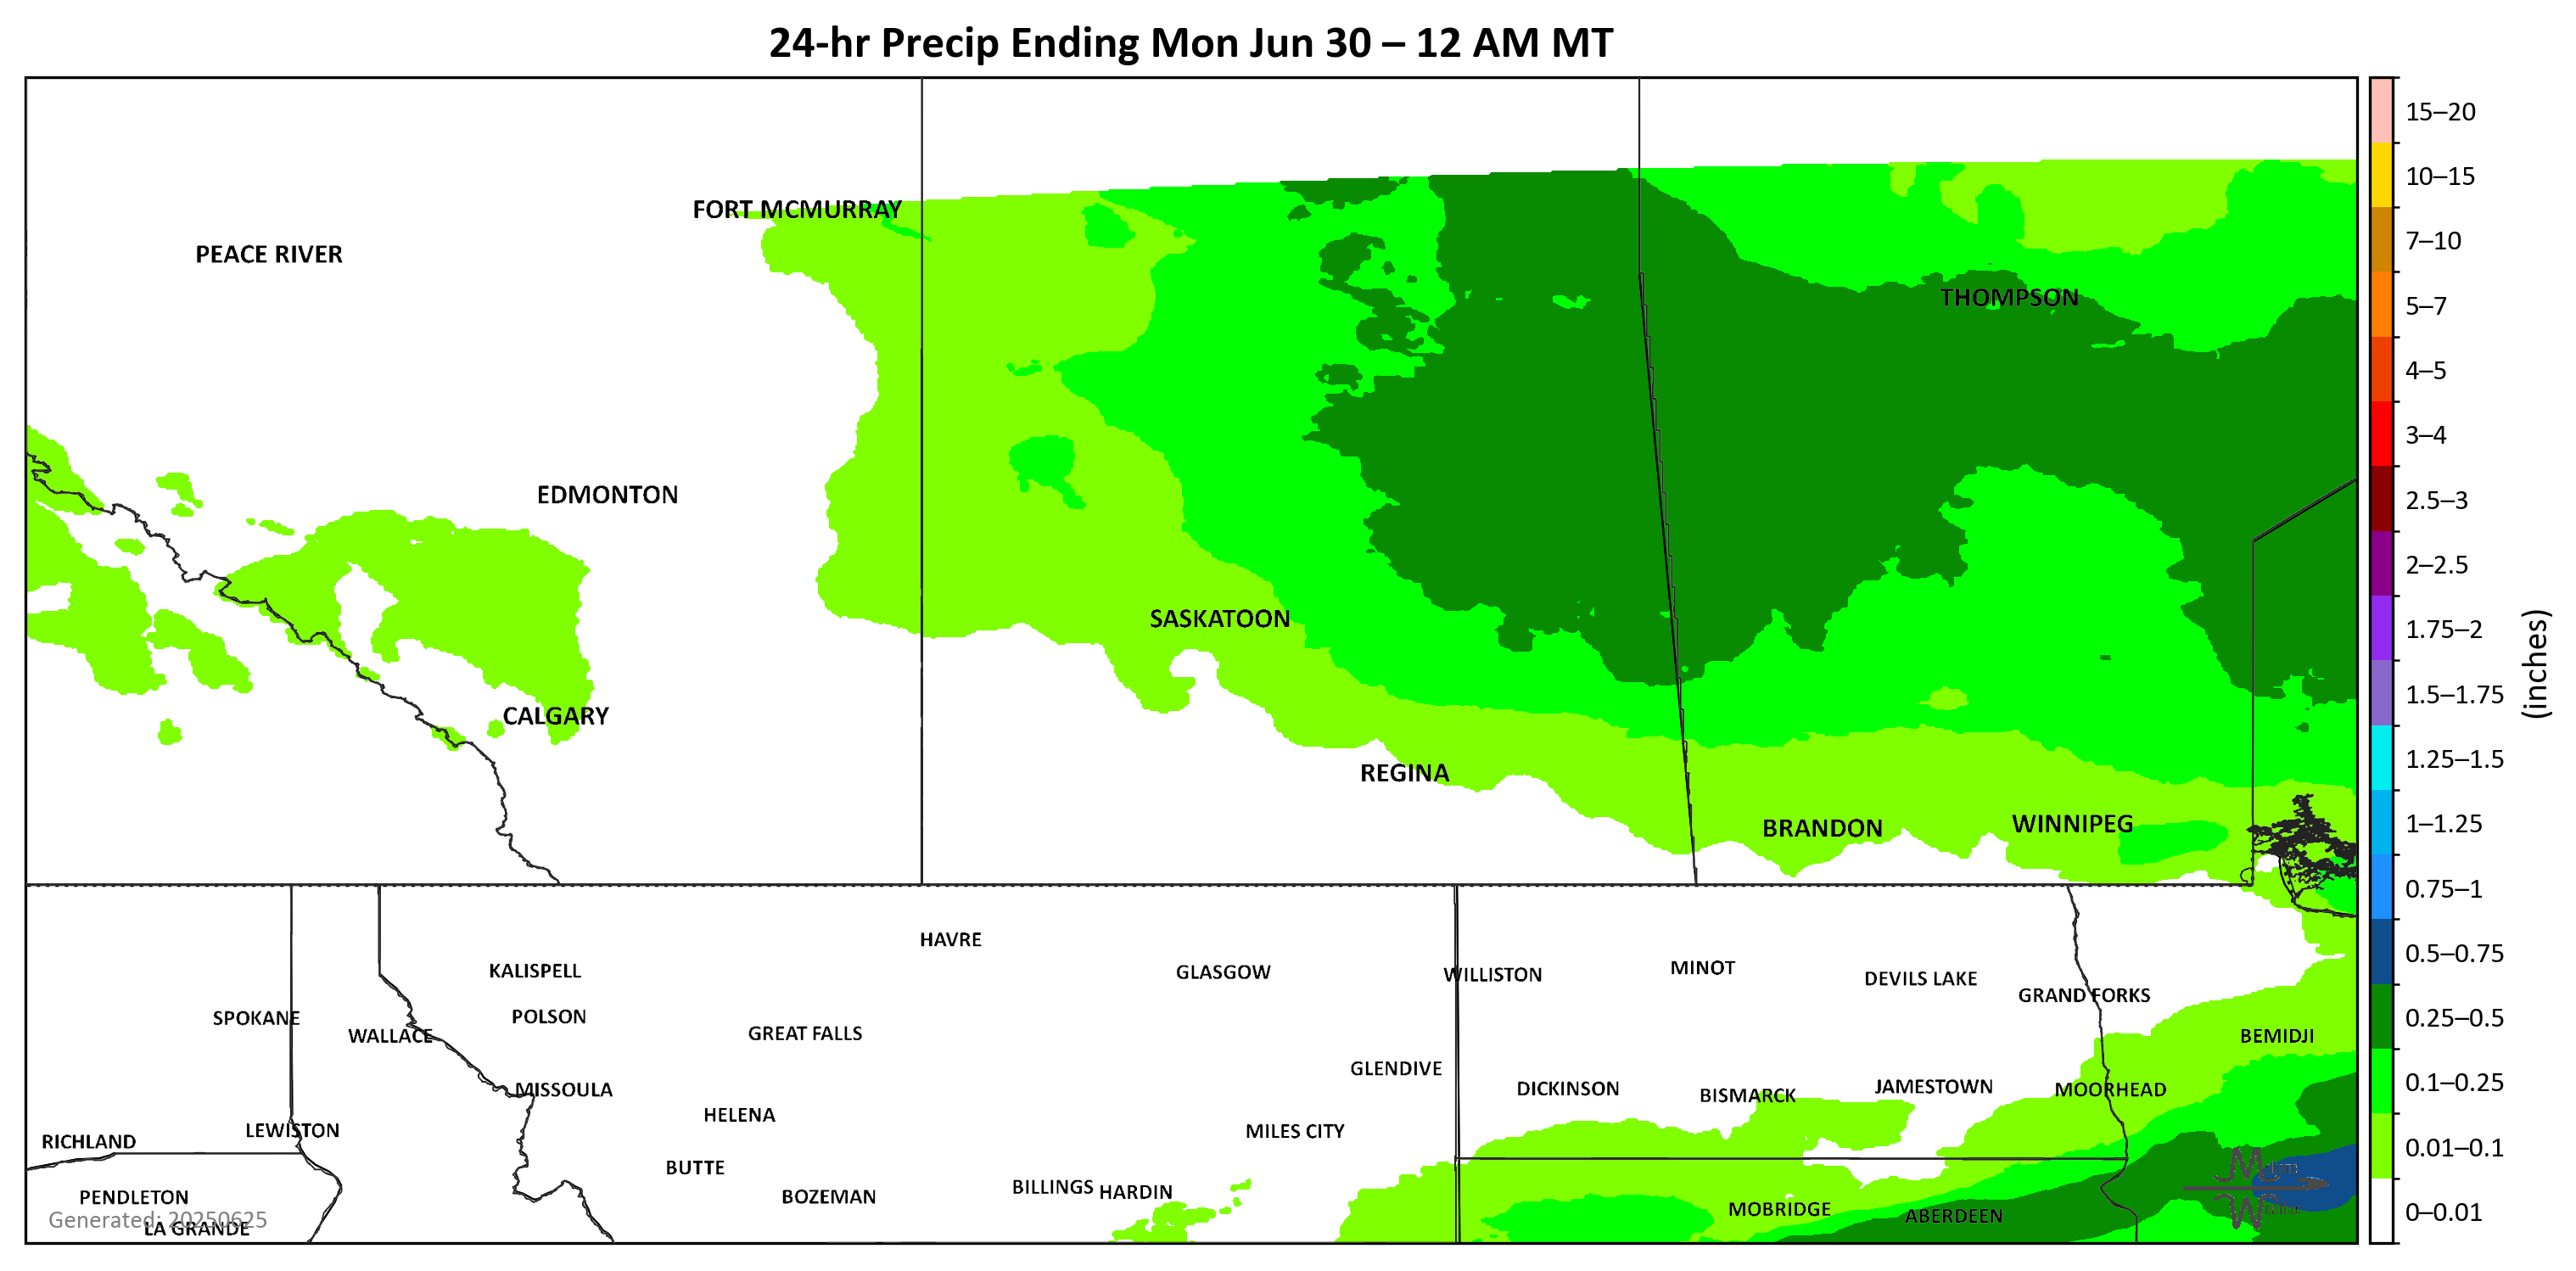 24-hr Precip Ending Mon Jun 30 – 12 AM MT
FORT MCMURRAY
PEACE RIVER
THOMPSON
EDMONTON
SASKATOON
CALGARY
REGINA
BRANDON
WINNIPEG
HAVRE
KALISPELL
GLASGOW
WILLISTON
MINOT
DEVILS LAKE
GRAND FORKS
SPOKANE
POLSON
WALLACE
GREAT FALLS
BEMIDJI
GLENDIVE
MISSOULA
DICKINSON
BISMARCK
JAMESTOWN
MOORHEAD
HELENA
LEWISTON
MILES CITY
RICHLAND
BUTTE
BILLINGS
HARDIN
PENDLETON
BOZEMAN
MOBRIDGE
ABERDEEN
Generated: 20250625
LA GRANDE
15–20
10–15
7–10
5–7
4–5
3–4
2.5–3
2–2.5
1.75–2
1.5–1.75
1.25–1.5
1–1.25
0.75–1
0.5–0.75
0.25–0.5
0.1–0.25
0.01–0.1
0–0.01
(inches)